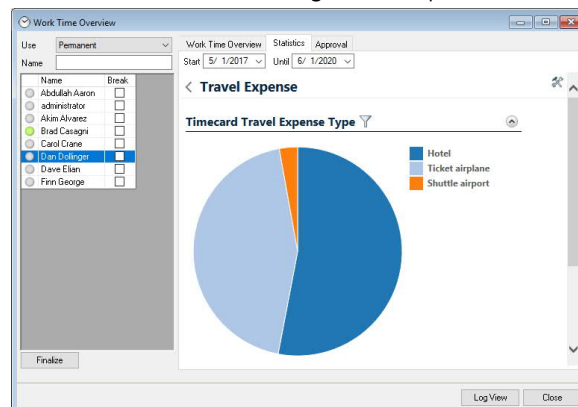 Work Time Overview
Use Permanent
Name
Name Break
Abdullah Aaron
administrator
Akim Alvarez
Brad Casagni
Carol Crane
Dan Dollinger
Dave Elian
Finn George
Finalize
Work Time Overview Statistics Approval
Start 5/ 1/2017 Until 6/ 1/2020
< Travel Expense
Timecard Travel Expense Type
Hotel
Ticket airplane
Shuttle airport
Log View Close